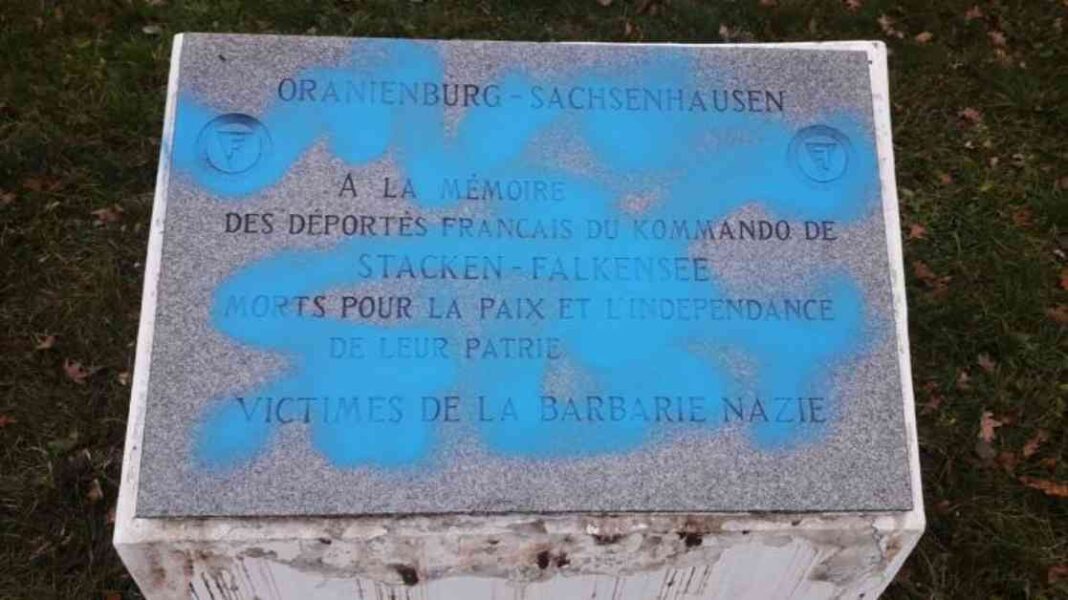 ORANIENBURG - SACHSENHAUSEN
F F
A LA MÉMOIRE
DES DÉPORTÉS FRANCAIS DU KOMMANDO DE
STACKEN - FALKENSEE
MORTS POUR LA PAIX ET L'INDEPENDANCE
DE LEUR PATRIE
VICTIMES DE LA BARBARIE NAZIE